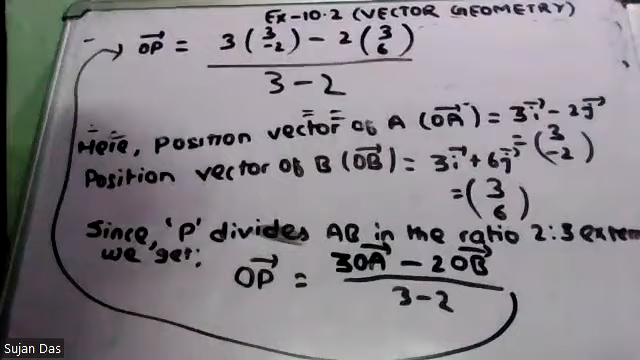 Ex-10.2 (VECTOR GEOMETRY)
OP = 3(3 -2) - 2(3 6)
3-2
Here, Position vector of A (OA) = 3i - 2j
= (3 -2)
Position vector of B (OB) = 3i + 6j
= (3 6)
Since, 'P' divides AB in the ratio 2:3
we get:
OP = 3OA - 2OB
3-2
Sujan Das